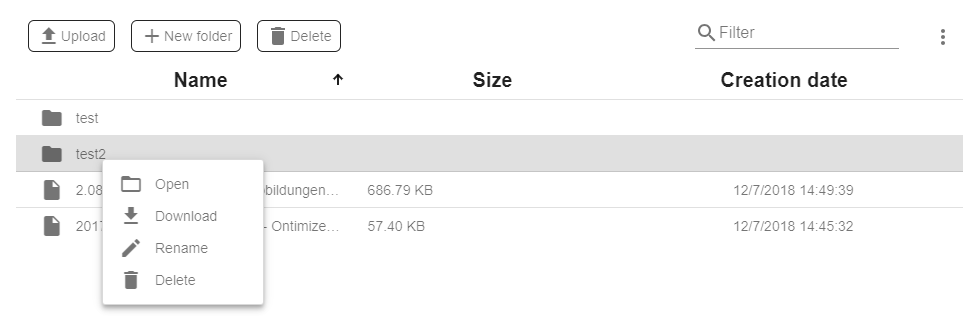 Upload New folder Delete Filter
Name Size Creation date
test
test2
Open
2.08 bildungen... 686.79 KB 12/7/2018 14:49:39
Download
2017 - Ontimize... 57.40 KB 12/7/2018 14:45:32
Rename
Delete